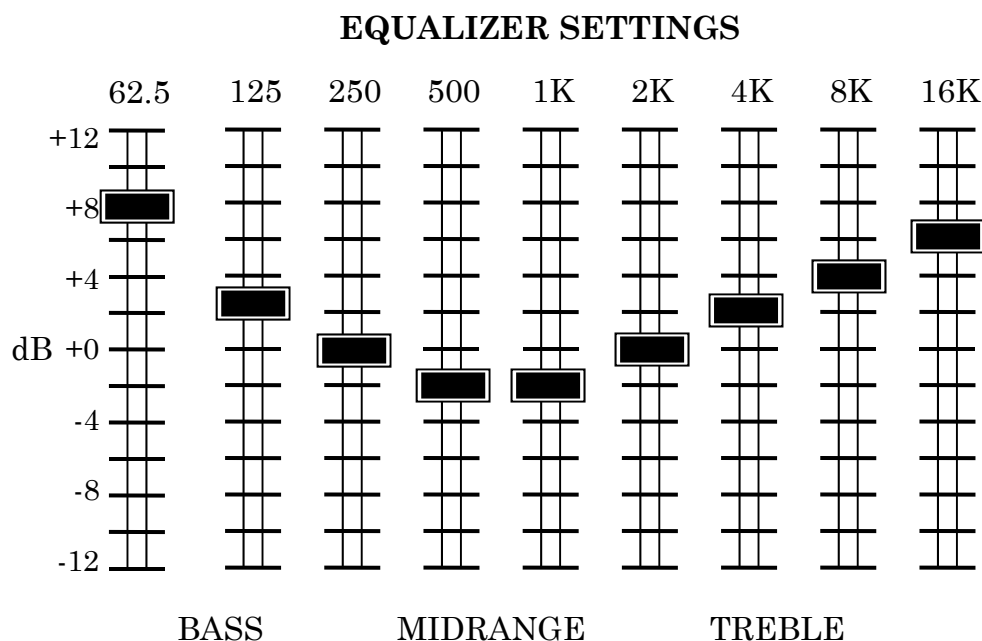 EQUALIZER SETTINGS
62.5 125 250 500 1K 2K 4K 8K 16K
+12
+8
+4
dB +0
-4
-8
-12
BASS MIDRANGE TREBLE